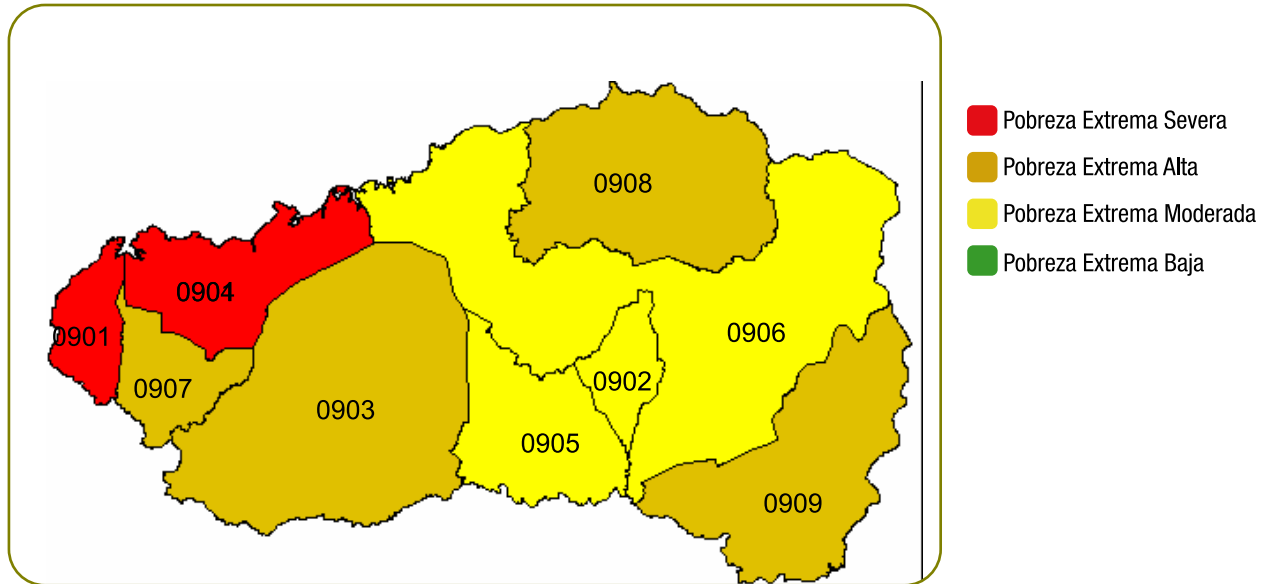 0908
0904
0901
0906
0907
0902
0903
0905
0909
Pobreza Extrema Severa
Pobreza Extrema Alta
Pobreza Extrema Moderada
Pobreza Extrema Baja